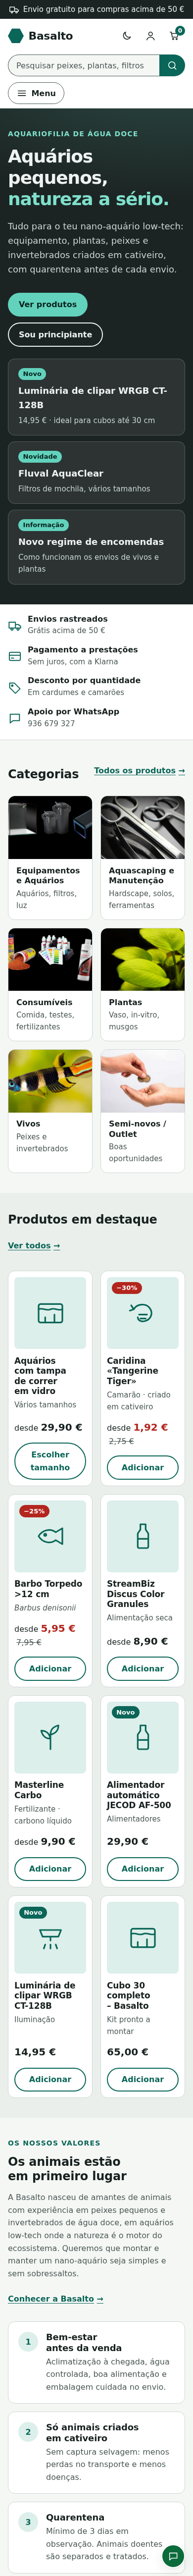 Envio gratuito para compras acima de 50 €
Basalto
0
Pesquisar peixes, plantas, filtros
Menu
AQUARIOFILIA DE ÁGUA DOCE
Aquários
pequenos,
natureza a sério.
Tudo para o teu nano-aquário low-tech:
equipamento, plantas, peixes e
invertebrados criados em cativeiro,
com quarentena antes de cada envio.
Ver produtos
Sou principiante
Novo
Luminária de clipar WRGB CT-
128B
14,95 € · ideal para cubos até 30 cm
Novidade
Fluval AquaClear
Filtros de mochila, vários tamanhos
Informação
Novo regime de encomendas
Como funcionam os envios de vivos e
plantas
Envios rastreados
Grátis acima de 50 €
Pagamento a prestações
Sem juros, com a Klarna
Desconto por quantidade
Em cardumes e camarões
Apoio por WhatsApp
936 679 327
Categorias
Todos os produtos →
Equipamentos
e Aquários
Aquários, filtros,
luz
Aquascaping e
Manutenção
Hardscape, solos,
ferramentas
Consumíveis
Comida, testes,
fertilizantes
Plantas
Vaso, in-vitro,
musgos
Vivos
Peixes e
invertebrados
Semi-novos /
Outlet
Boas
oportunidades
Produtos em destaque
Ver todos →
Aquários
com tampa
de correr
em vidro
Vários tamanhos
desde 29,90 €
Escolher
tamanho
−30%
Caridina
«Tangerine
Tiger»
Camarão · criado
em cativeiro
desde 1,92 €
2,75 €
Adicionar
−25%
Barbo Torpedo
>12 cm
Barbus denisonii
desde 5,95 €
7,95 €
Adicionar
StreamBiz
Discus Color
Granules
Alimentação seca
desde 8,90 €
Adicionar
Masterline
Carbo
Fertilizante ·
carbono líquido
desde 9,90 €
Adicionar
Novo
Alimentador
automático
JECOD AF-500
Alimentadores
29,90 €
Adicionar
Novo
Luminária de
clipar WRGB
CT-128B
Iluminação
14,95 €
Adicionar
Cubo 30
completo
– Basalto
Kit pronto a
montar
65,00 €
Adicionar
OS NOSSOS VALORES
Os animais estão
em primeiro lugar
A Basalto nasceu de amantes de animais
com experiência em peixes pequenos e
invertebrados de água doce, em aquários
low-tech onde a natureza é o motor do
ecossistema. Queremos que montar e
manter um nano-aquário seja simples e
sem sobressaltos.
Conhecer a Basalto →
1
Bem-estar
antes da venda
Aclimatização à chegada, água
controlada, boa alimentação e
embalagem cuidada no envio.
2
Só animais criados
em cativeiro
Sem captura selvagem: menos
perdas no transporte e menos
doenças.
3
Quarentena
Mínimo de 3 dias em
observação. Animais doentes
são separados e tratados.